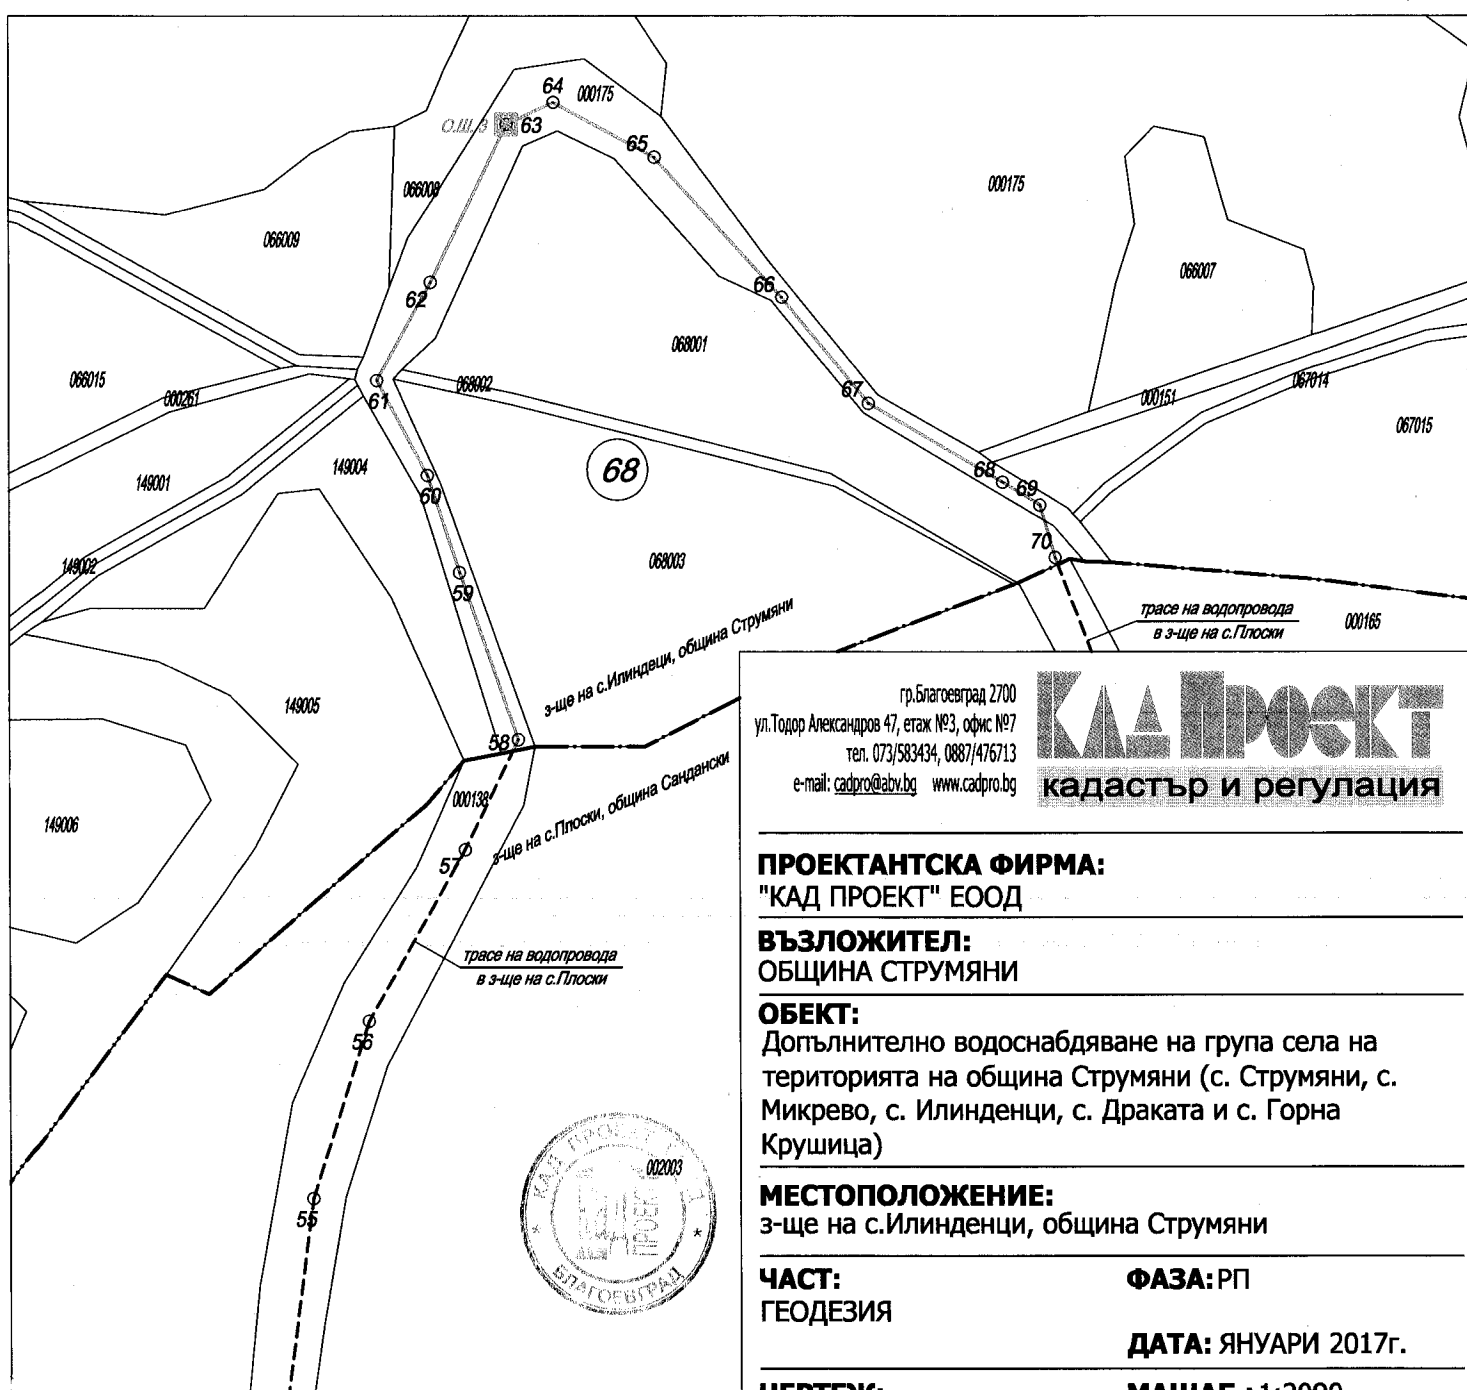 64
000175
О.Ш. 3
63
65
066008
000175
066009
66
066007
62
068001
066015
000261
61
068002
67
000151
067014
067015
149001
149004
60
68
68
69
149002
59
068003
70
трасе на водопровода
в з-ще на с.Плоски
000165
з-ще на с.Илиндеци, община Струмяни
149005
58
000138
з-ще на с.Плоски, община Сандански
149006
57
трасе на водопровода
в з-ще на с.Плоски
56
002003
55
КАД ПРОЕКТ
БЛАГОЕВГРАД
гр.Благоевград 2700
ул.Тодор Александров 47, етаж №3, офис №7
тел. 073/583434, 0887/476713
e-mail: cadpro@abv.bg www.cadpro.bg
КАД ПРОЕКТ
кадастър и регулация
ПРОЕКТАНТСКА ФИРМА:
"КАД ПРОЕКТ" ЕООД
ВЪЗЛОЖИТЕЛ:
ОБЩИНА СТРУМЯНИ
ОБЕКТ:
Допълнително водоснабдяване на група села на
територията на община Струмяни (с. Струмяни, с.
Микрево, с. Илинденци, с. Драката и с. Горна
Крушица)
МЕСТОПОЛОЖЕНИЕ:
з-ще на с.Илинденци, община Струмяни
ЧАСТ:
ГЕОДЕЗИЯ
ФАЗА: РП
ДАТА: ЯНУАРИ 2017г.
ЧЕРТЕЖ: